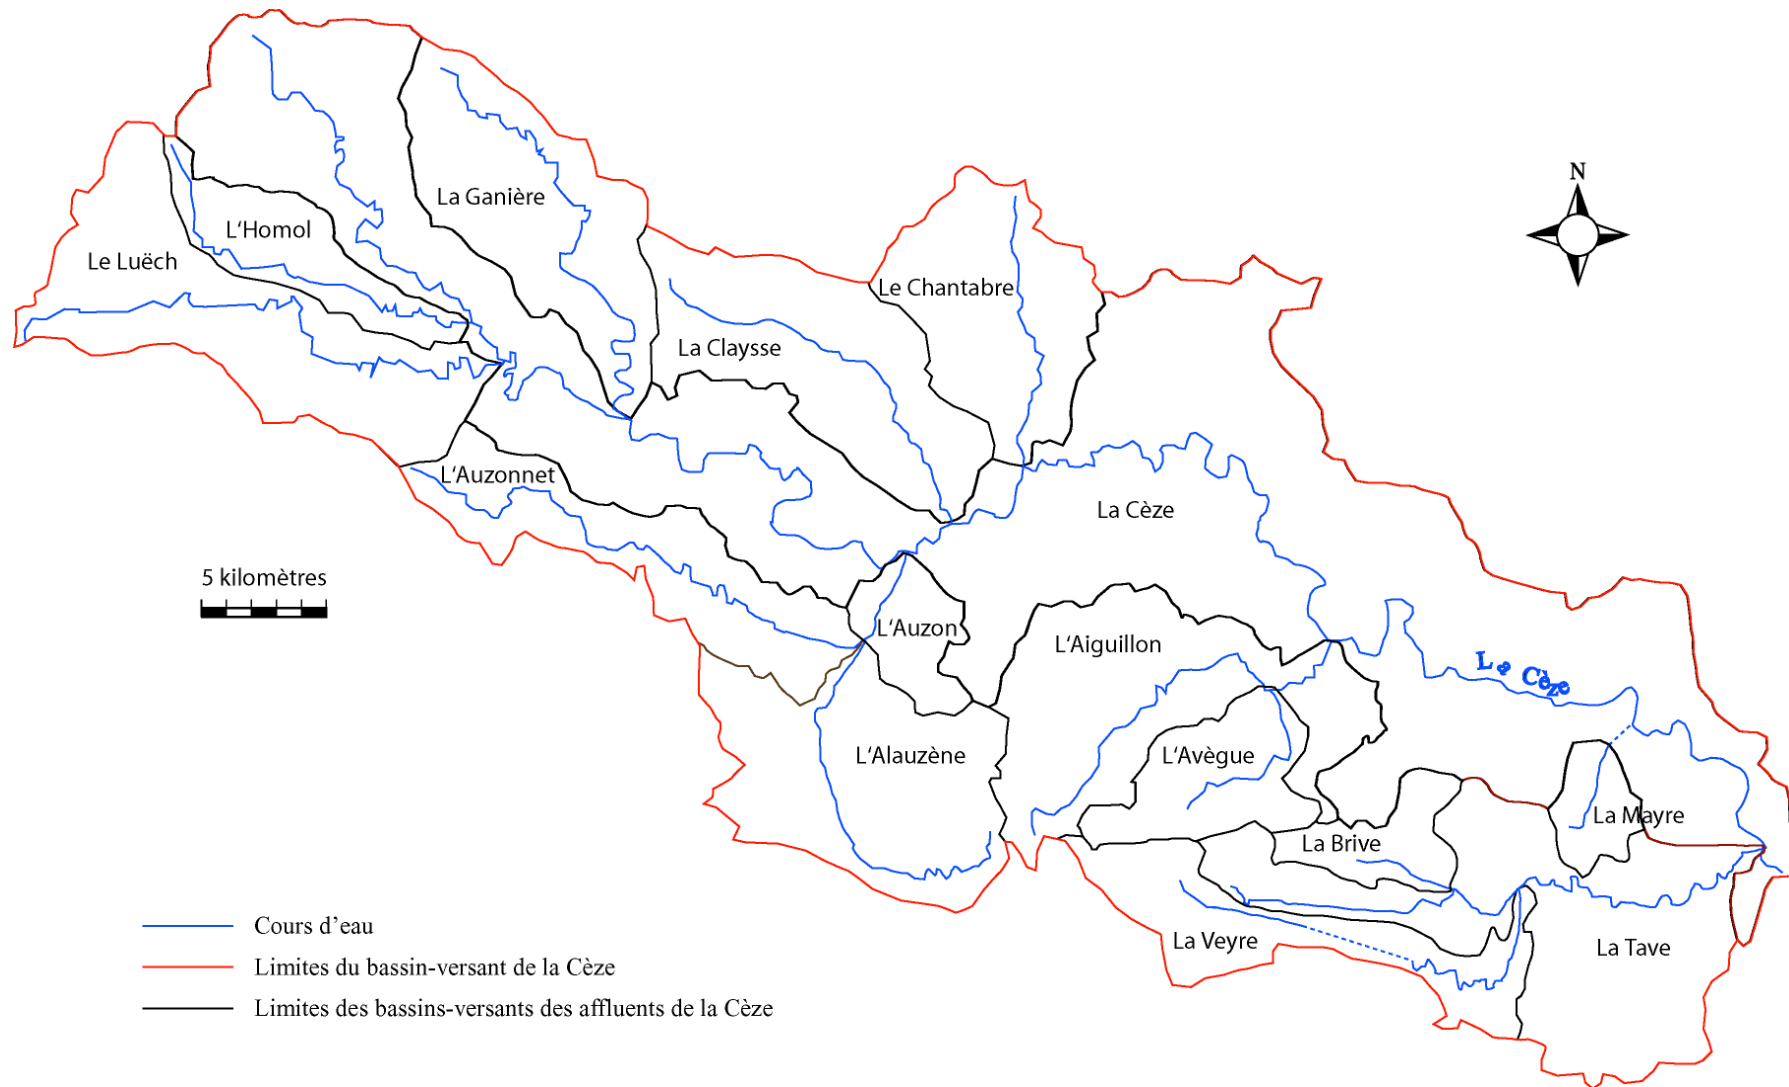 N
La Ganière
L'Homol
Le Luëch
Le Chantabre
La Claysse
L'Auzonnet
La Cèze
5 kilomètres
L'Auzon
L'Aiguillon
La Cèze
L'Alauzène
L'Avègue
La Mayre
La Brive
La Veyre
La Tave
Cours d'eau
Limites du bassin-versant de la Cèze
Limites des bassins-versants des affluents de la Cèze